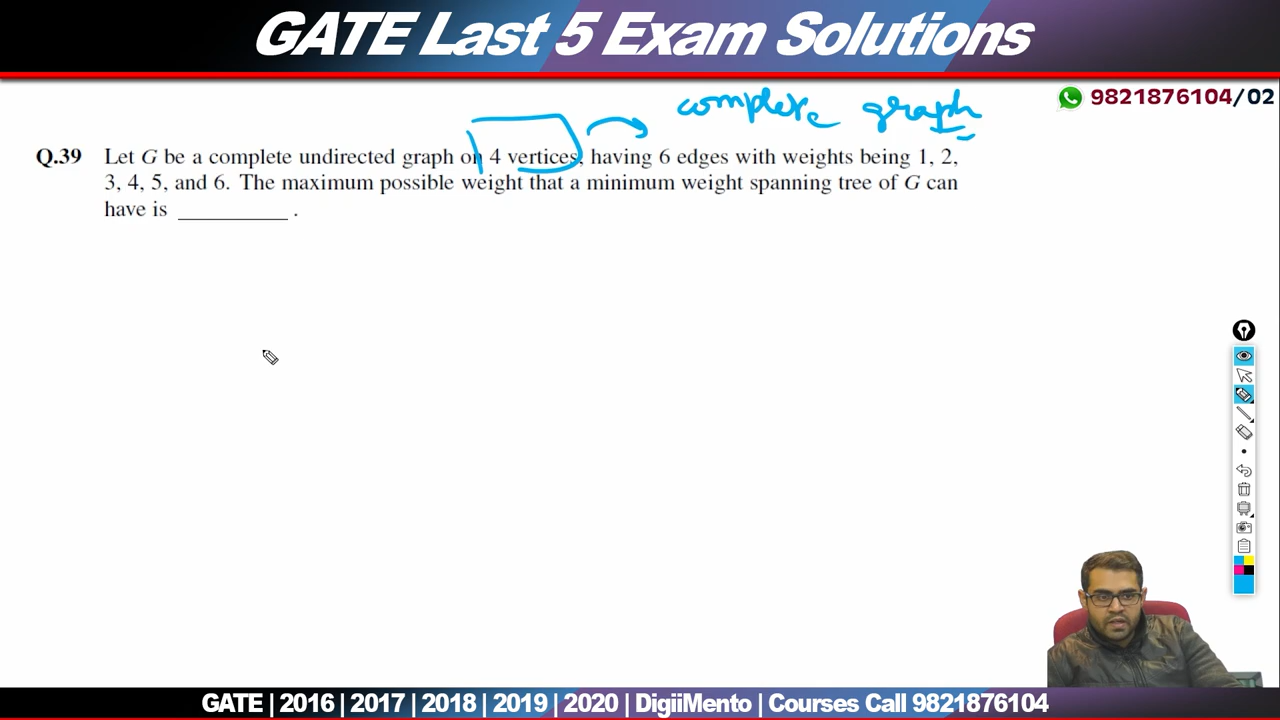 GATE Last 5 Exam Solutions
9821876104/02
complete graph
Q.39 Let G be a complete undirected graph on 4 vertices, having 6 edges with weights being 1, 2,
3, 4, 5, and 6. The maximum possible weight that a minimum weight spanning tree of G can
have is __________ .
GATE | 2016 | 2017 | 2018 | 2019 | 2020 | DigiiMento | Courses Call 9821876104